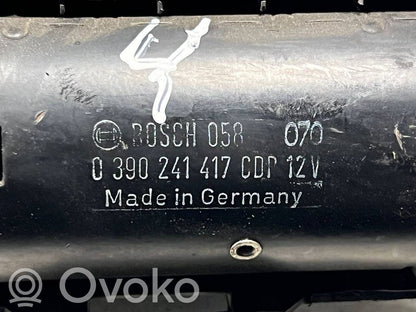 BOSCH 058 070
0 390 241 417 CDP 12V
Made in Germany
Ovoko